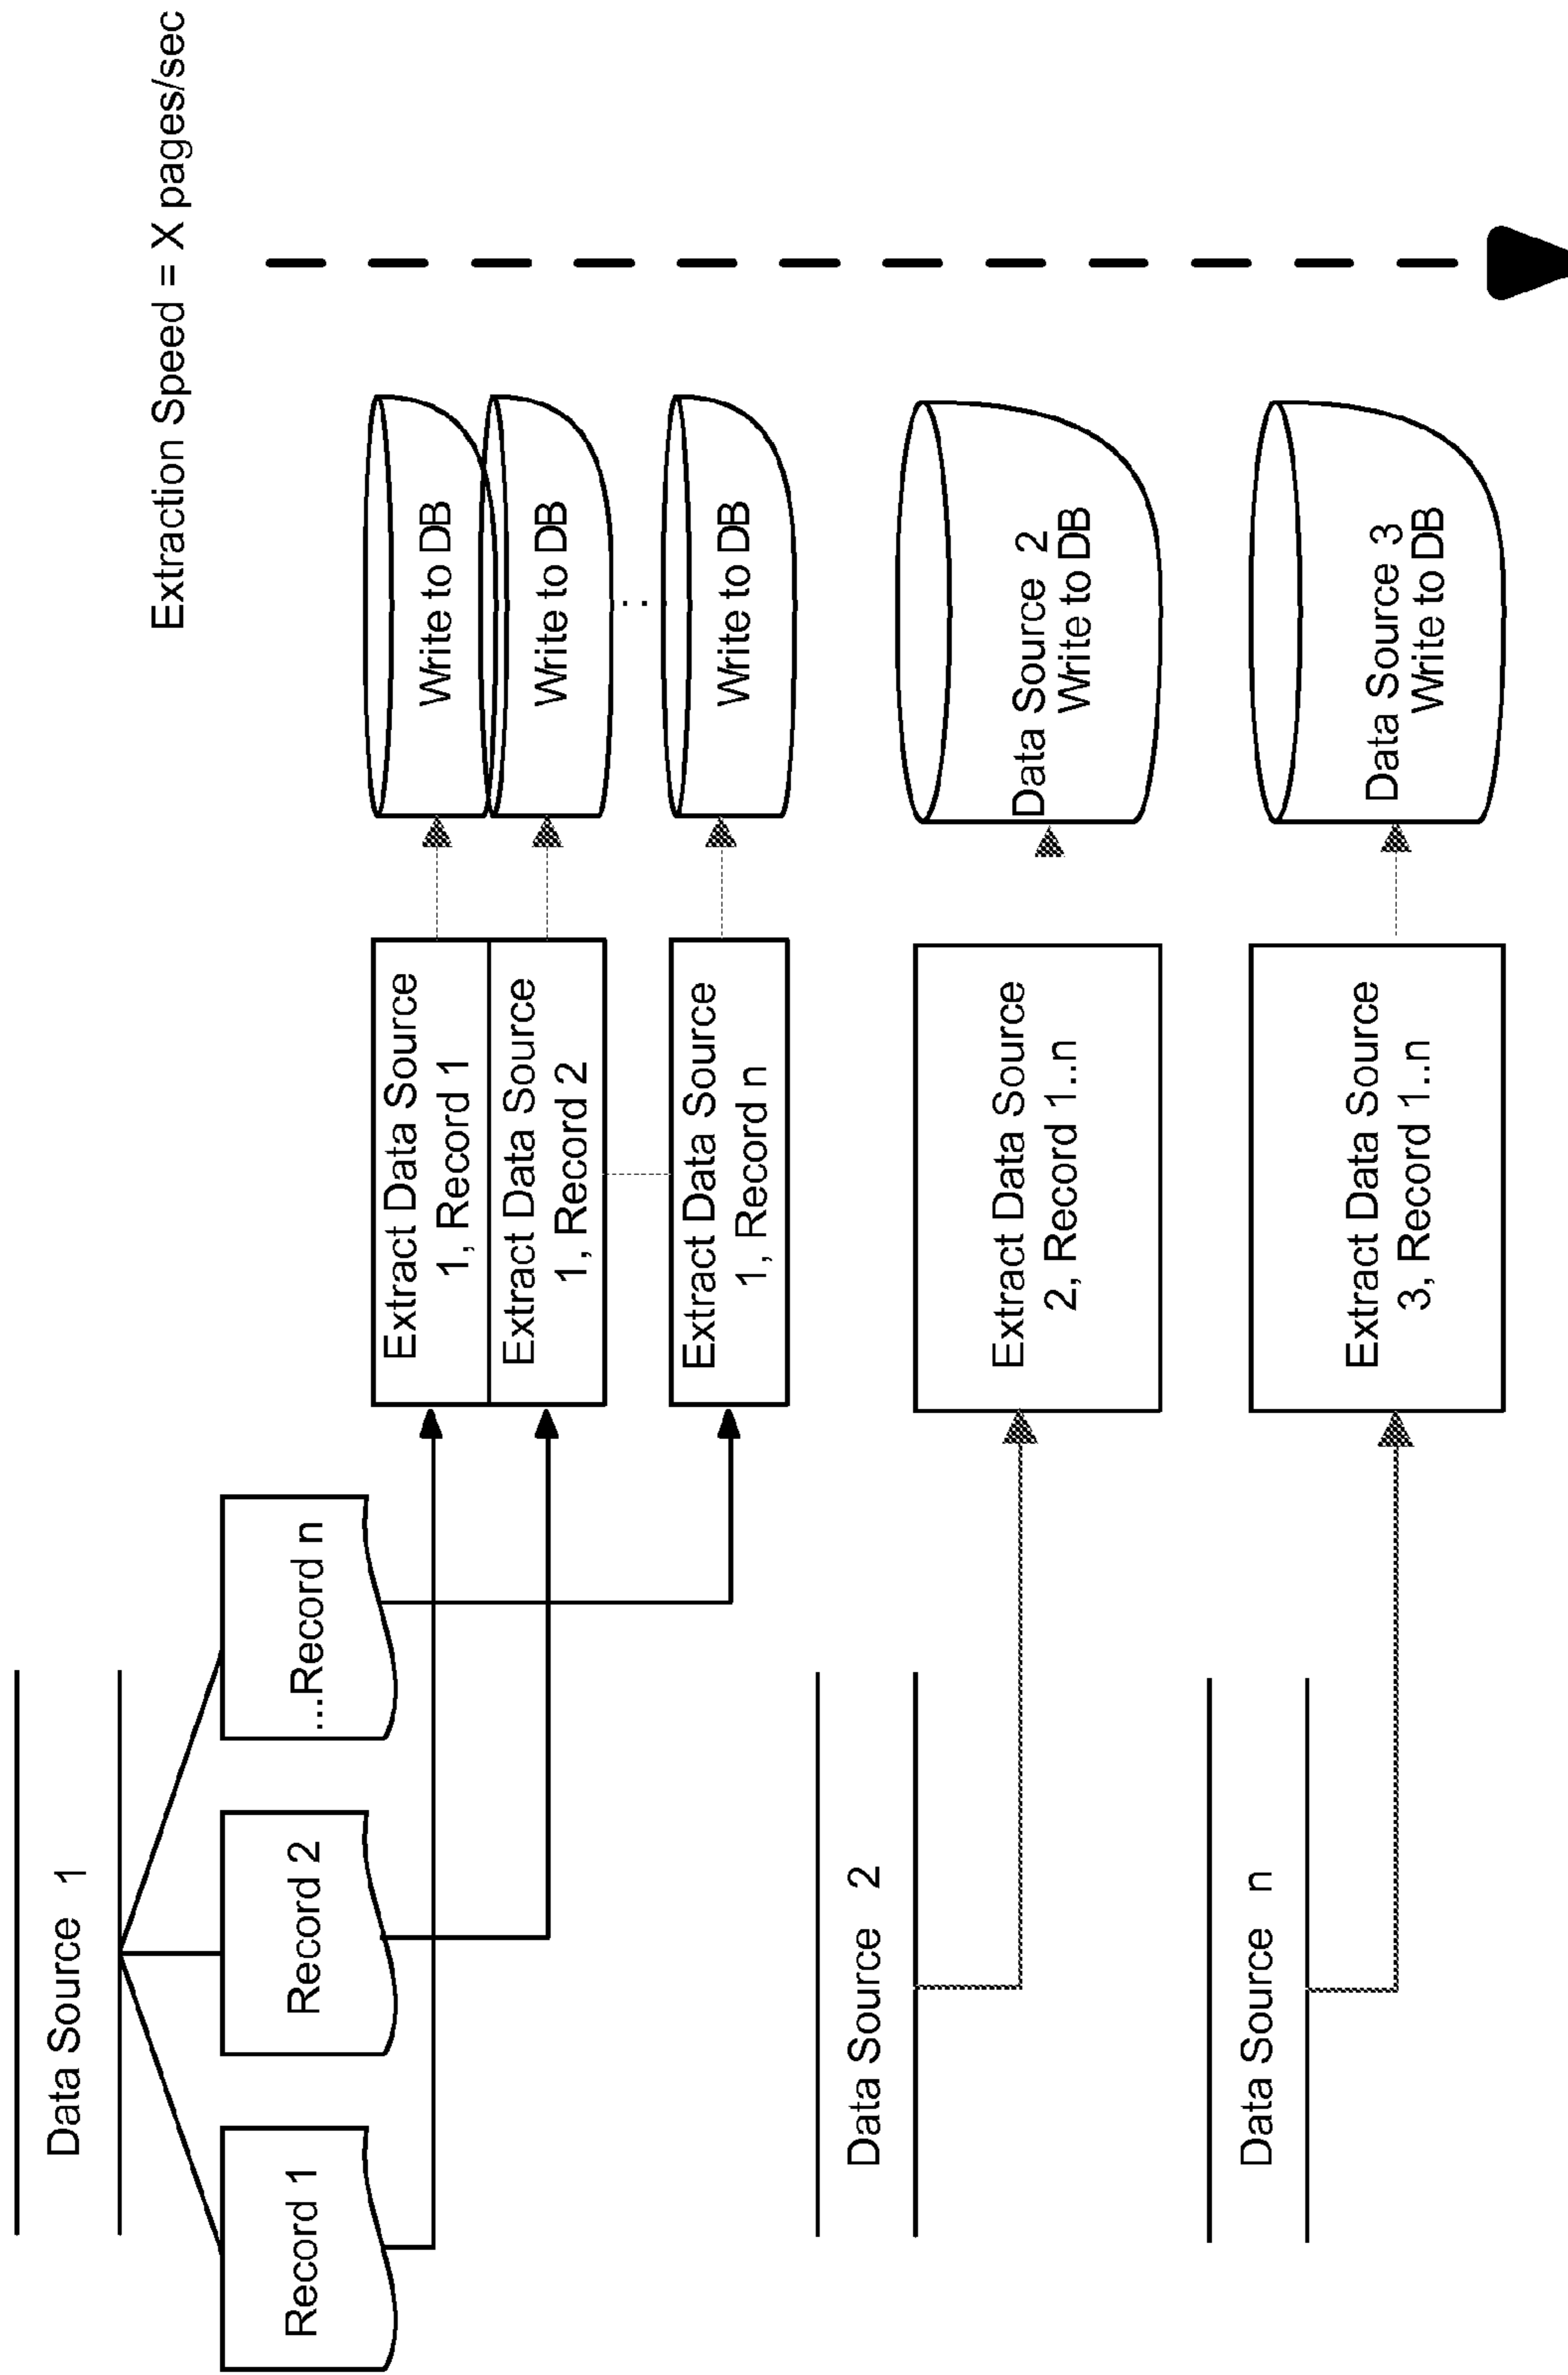 Extraction Speed = X pages/sec
Data Source 1
Record 1
Record 2
...Record n
Extract Data Source
1, Record 1
Write to DB
Extract Data Source
1, Record 2
Write to DB
..
Extract Data Source
1, Record n
Write to DB
Data Source 2
Extract Data Source
2, Record 1..n
Data Source 2
Write to DB
Data Source n
Extract Data Source
3, Record 1..n
Data Source 3
Write to DB